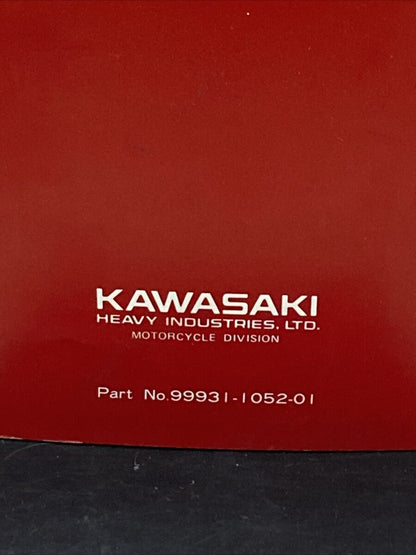 KAWASAKI
HEAVY INDUSTRIES, LTD.
MOTORCYCLE DIVISION
Part No.99931-1052-01